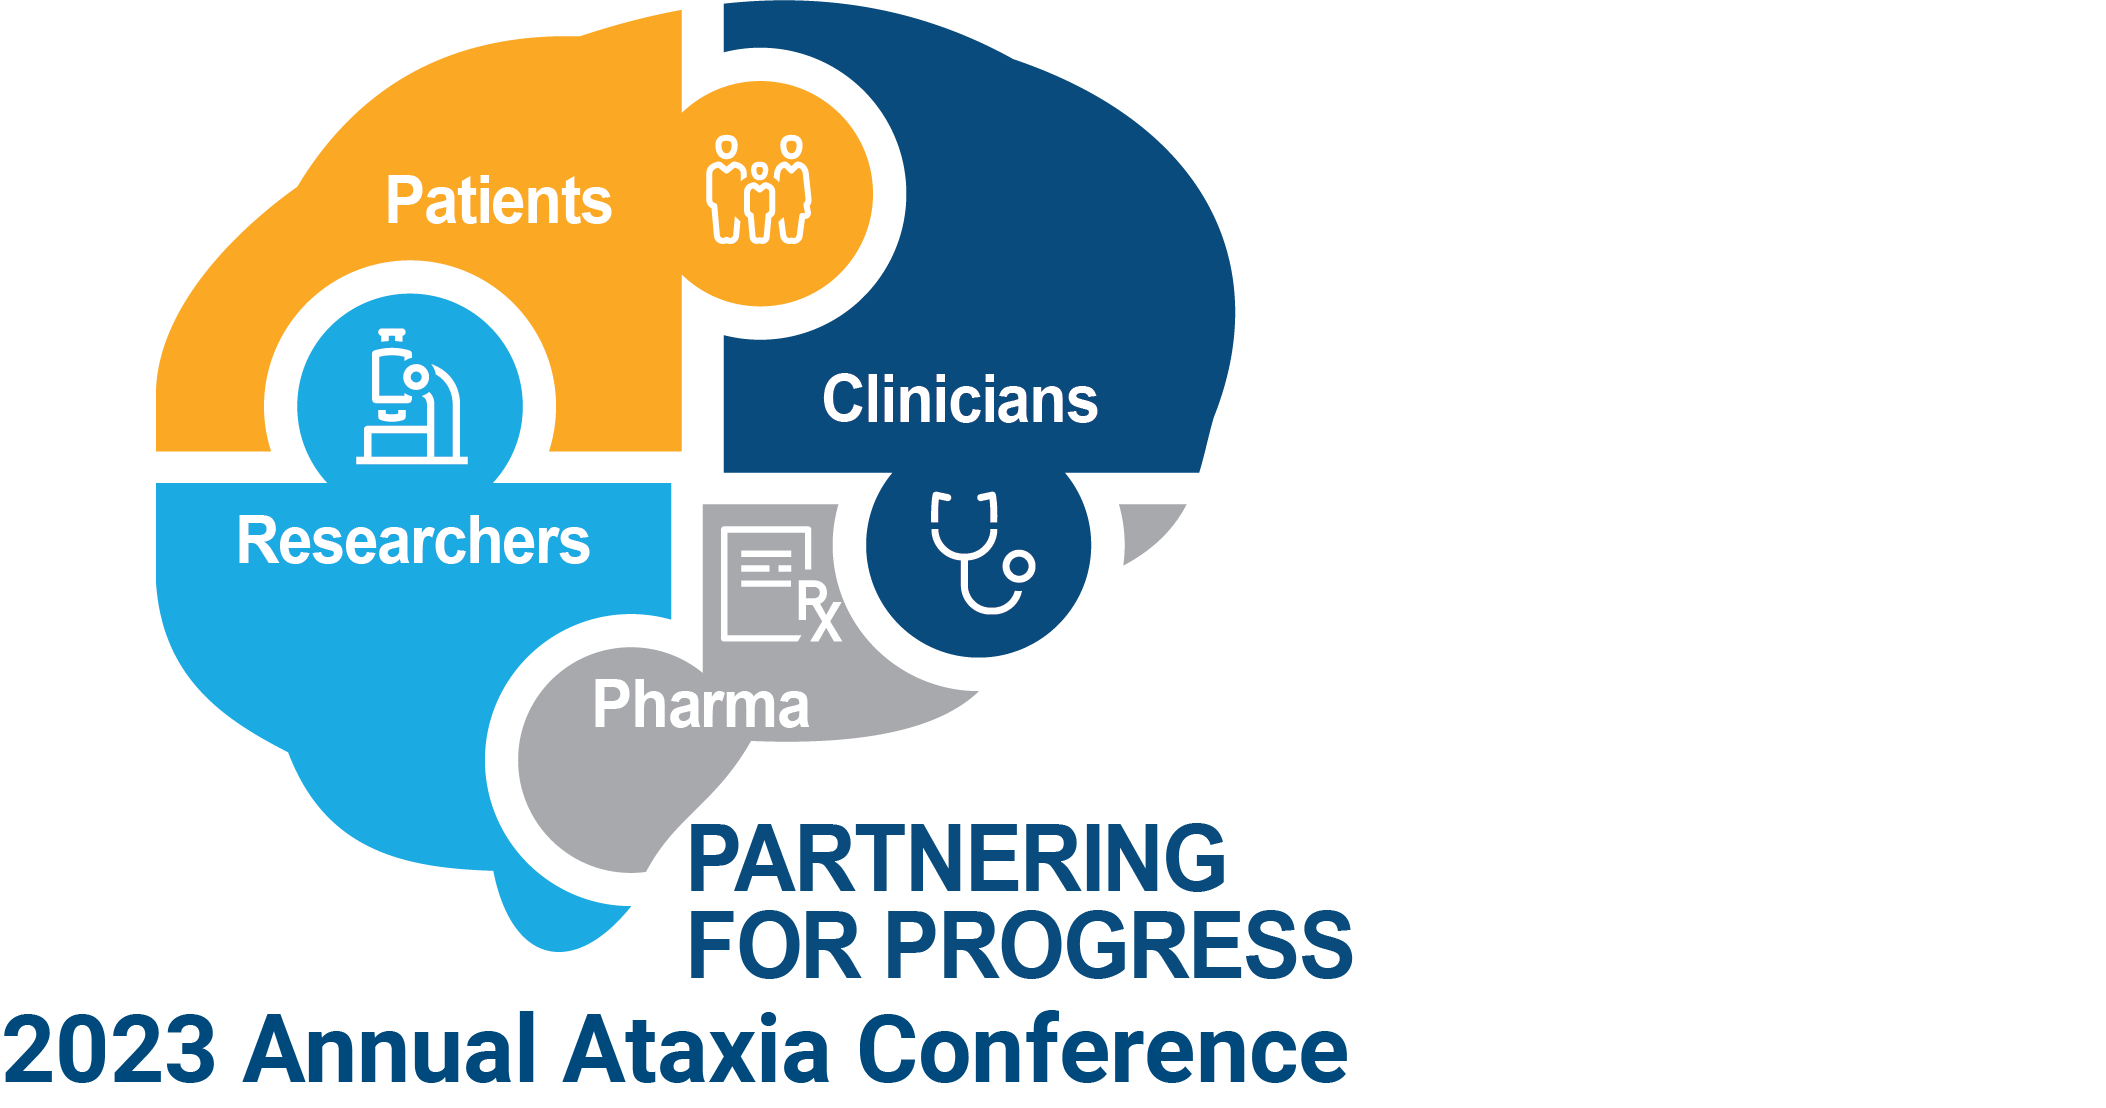 Patients
Clinicians
Researchers
Rx
Pharma
PARTNERING
FOR PROGRESS
2023 Annual Ataxia Conference